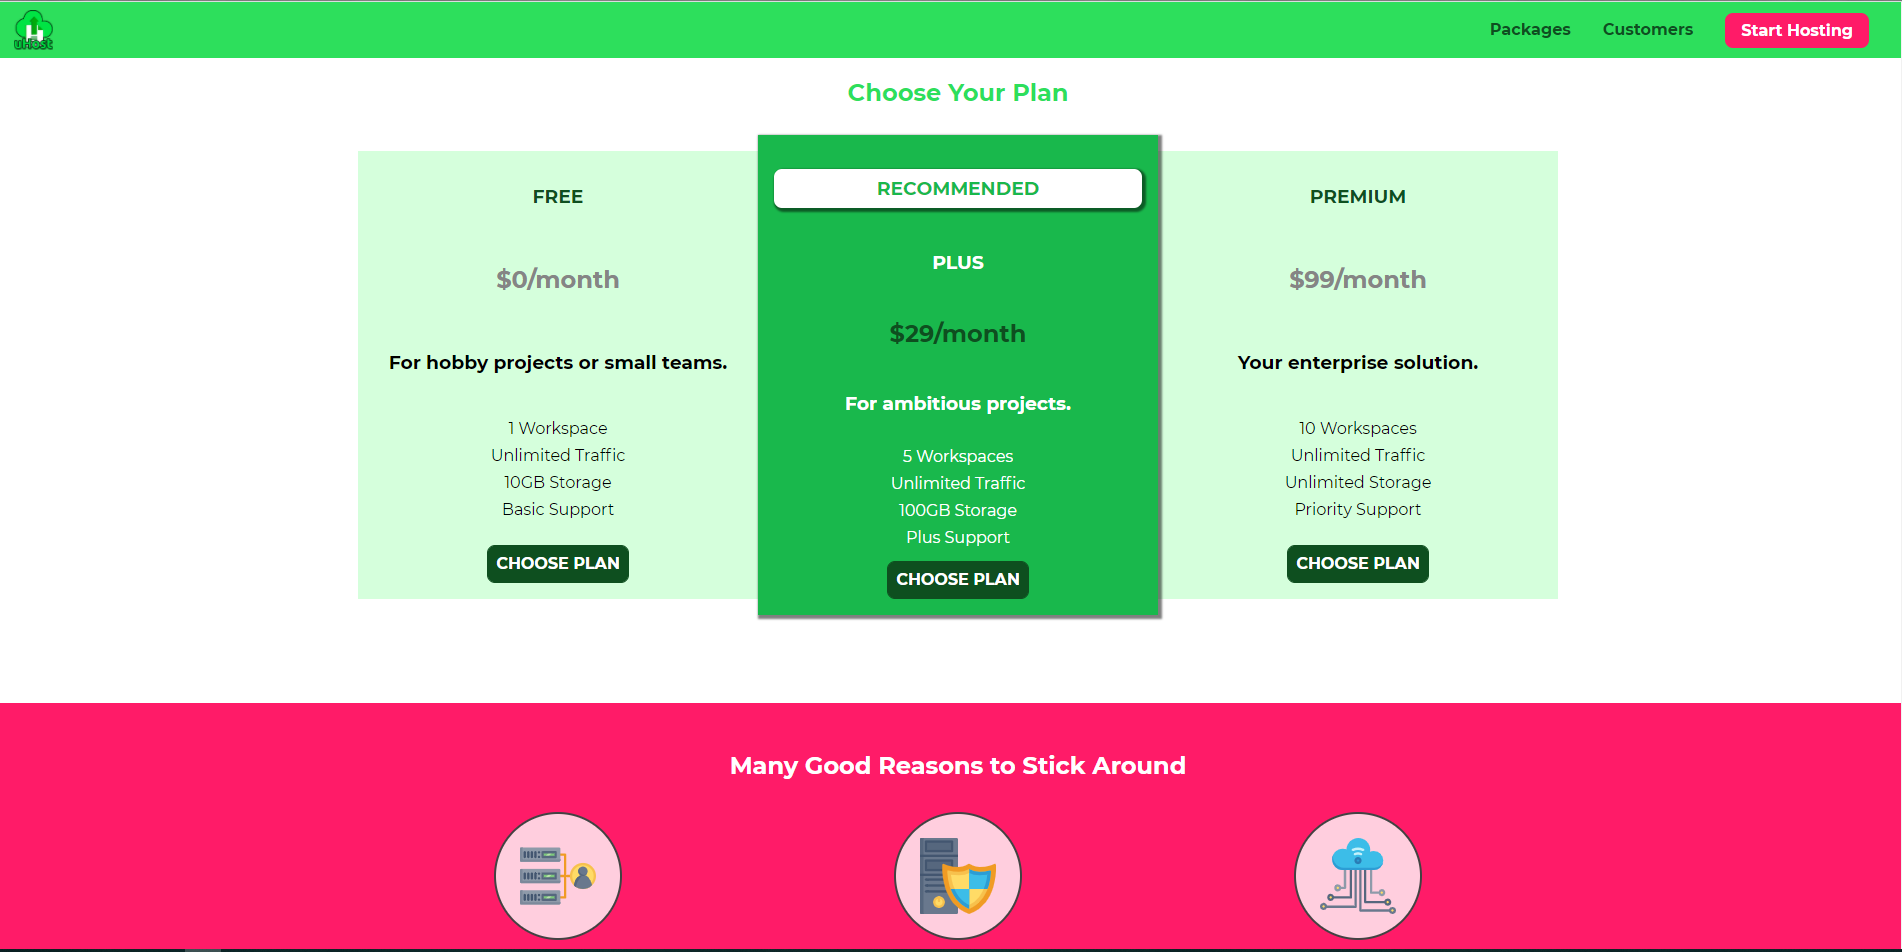 uHost
Packages
Customers
Start Hosting
Choose Your Plan
FREE
$0/month
For hobby projects or small teams.
1 Workspace
Unlimited Traffic
10GB Storage
Basic Support
CHOOSE PLAN
RECOMMENDED
PLUS
$29/month
For ambitious projects.
5 Workspaces
Unlimited Traffic
100GB Storage
Plus Support
CHOOSE PLAN
PREMIUM
$99/month
Your enterprise solution.
10 Workspaces
Unlimited Traffic
Unlimited Storage
Priority Support
CHOOSE PLAN
Many Good Reasons to Stick Around